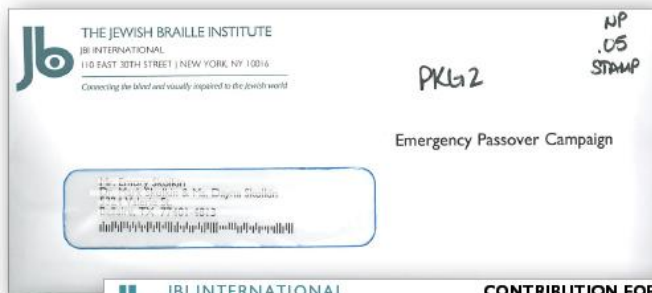 Jb
THE JEWISH BRAILLE INSTITUTE
JBI INTERNATIONAL
110 EAST 30TH STREET | NEW YORK, NY 10016
Connecting the blind and visually impaired to the Jewish world
PKG2
NP
.05
STAMP
Emergency Passover Campaign
JBI INTERNATIONAL
CONTRIBUTION FOR